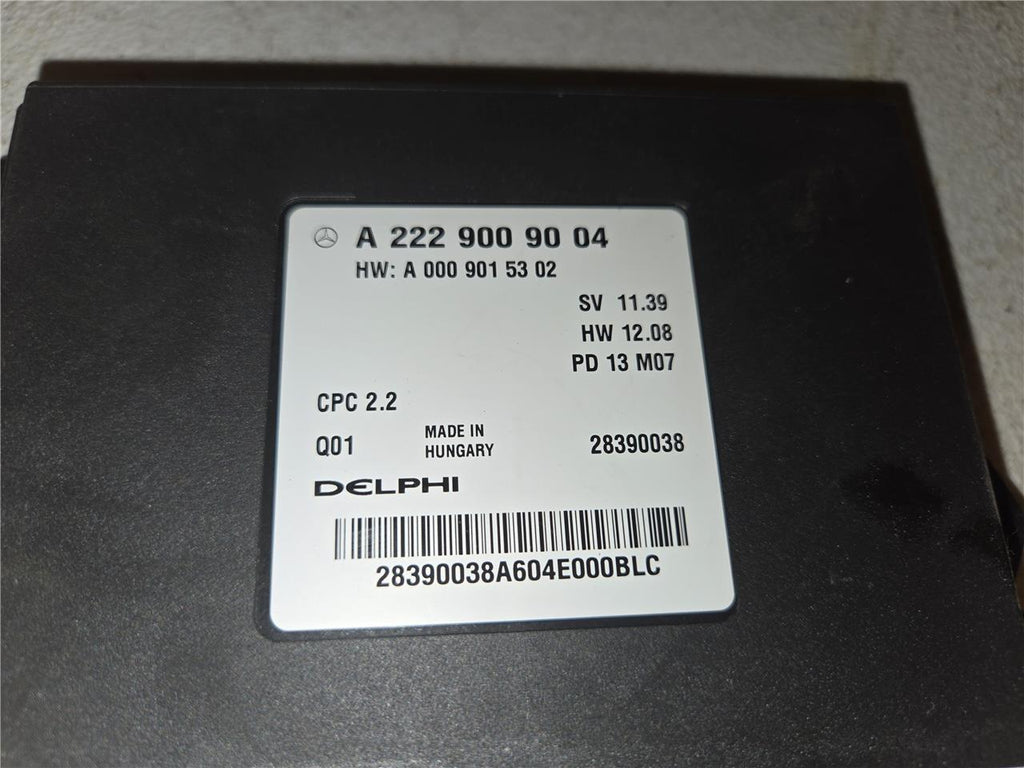 A 222 900 90 04
HW: A 000 901 53 02
SV 11.39
HW 12.08
PD 13 M07
CPC 2.2
Q01
MADE IN
HUNGARY
28390038
DELPHI
28390038A604E000BLC